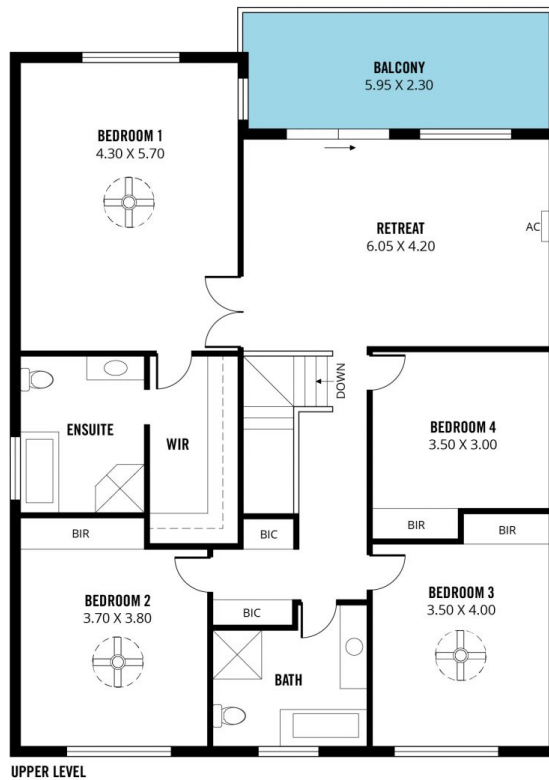 BALCONY
5.95 X 2.30
BEDROOM 1
4.30 X 5.70
RETREAT
6.05 X 4.20
AC
DOWN
ENSUITE
WIR
BEDROOM 4
3.50 X 3.00
BIR
BIR
BIR
BIC
BEDROOM 2
3.70 X 3.80
BIC
BEDROOM 3
3.50 X 4.00
BATH
UPPER LEVEL